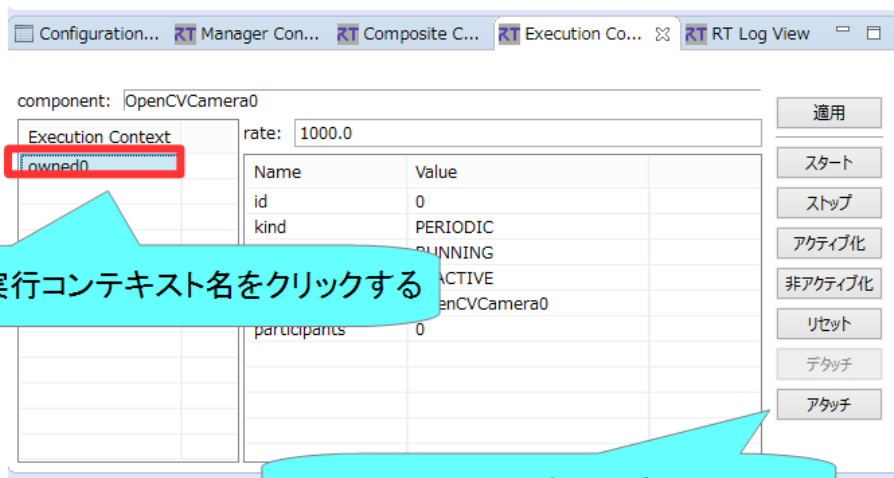 Configuration... RT Manager Con... RT Composite C... RT Execution Co... RT RT Log View
component: OpenCVCamera0
適用
Execution Context
rate: 1000.0
owned0
Name Value
スタート
id 0
ストップ
kind PERIODIC
アクティブ化
RUNNING
実行コンテキスト名をクリックする
非アクティブ化
participants 0
リセット
デタッチ
アタッチ